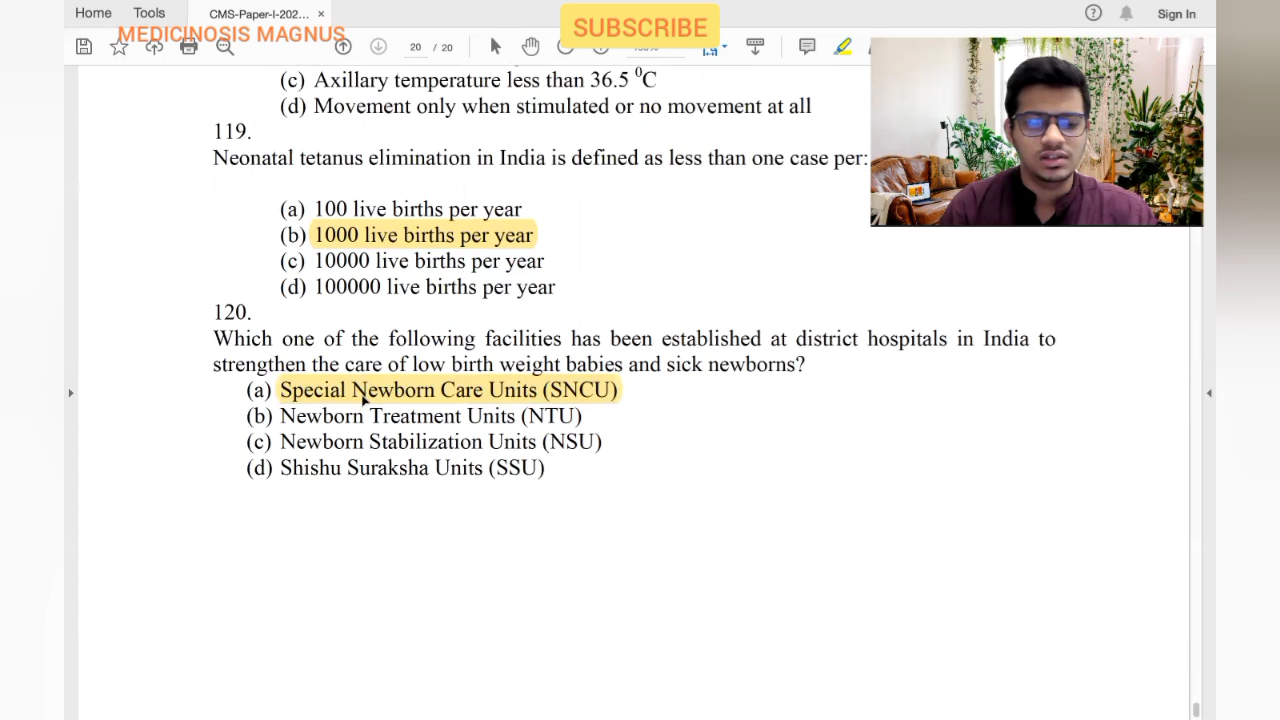 Home Tools CMS-Paper-I-202... × Sign In
MEDICINOSIS MAGNUS
SUBSCRIBE
20 / 20
(c) Axillary temperature less than 36.5 ⁰C
(d) Movement only when stimulated or no movement at all
119.
Neonatal tetanus elimination in India is defined as less than one case per:
(a) 100 live births per year
(b) 1000 live births per year
(c) 10000 live births per year
(d) 100000 live births per year
120.
Which one of the following facilities has been established at district hospitals in India to
strengthen the care of low birth weight babies and sick newborns?
(a) Special Newborn Care Units (SNCU)
(b) Newborn Treatment Units (NTU)
(c) Newborn Stabilization Units (NSU)
(d) Shishu Suraksha Units (SSU)